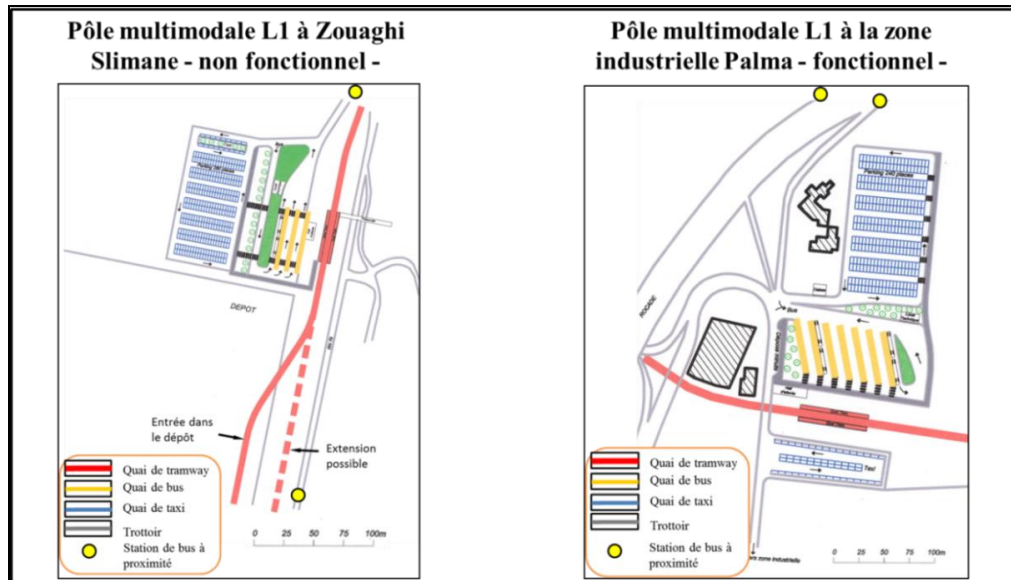 Pôle multimodale L1 à Zouaghi
Slimane - non fonctionnel -
DEPOT
Entrée dans
le dépôt
Extension
possible
Quai de tramway
Quai de bus
Quai de taxi
Trottoir
Station de bus à
proximité
0 25 50 100m
Pôle multimodale L1 à la zone
industrielle Palma - fonctionnel -
ROCADE
Bus
Taxi
Quai de tramway
Quai de bus
Quai de taxi
Trottoir
Station de bus à
proximité
0 25 50 100m